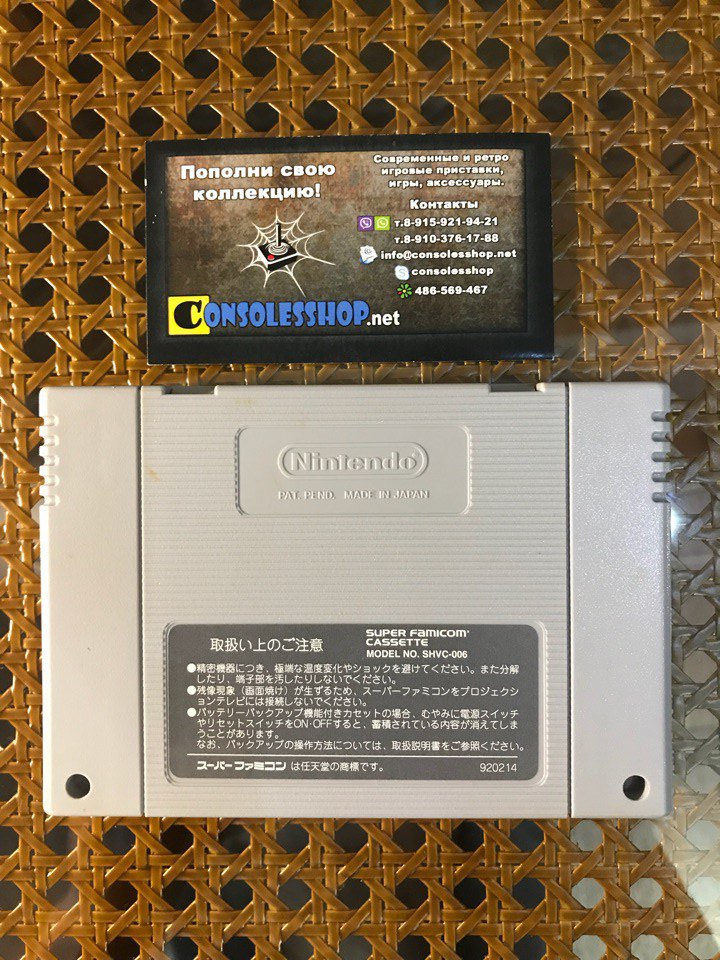 Пополни свою
коллекцию!
Современные и ретро
игровые приставки,
игры, аксессуары.
Контакты
т.8-915-921-94-21
т.8-910-376-17-88
info@consolesshop.net
consolesshop
486-569-467
CONSOLESSHOP.net
Nintendo
PAT. PEND. MADE IN JAPAN
取扱い上のご注意
SUPER FAMICOM
CASSETTE
MODEL NO. SHVC-006
●精密機器につき、極端な温度変化やショックを避けてください。また分解
したり、端子部を汚したりしないでください。
●残像現象(画面焼け)が生ずるため、スーパーファミコンをプロジェクシ
ョンテレビには接続しないでください。
●バッテリーバックアップ機能付きカセットの場合、むやみに電源スイッチ
やリセットスイッチをON・OFFすると、蓄積されている内容が消えてしま
うことがあります。
なお、バックアップの操作方法については、取扱説明書をご参照ください。
スーパーファミコン は任天堂の商標です。
920214